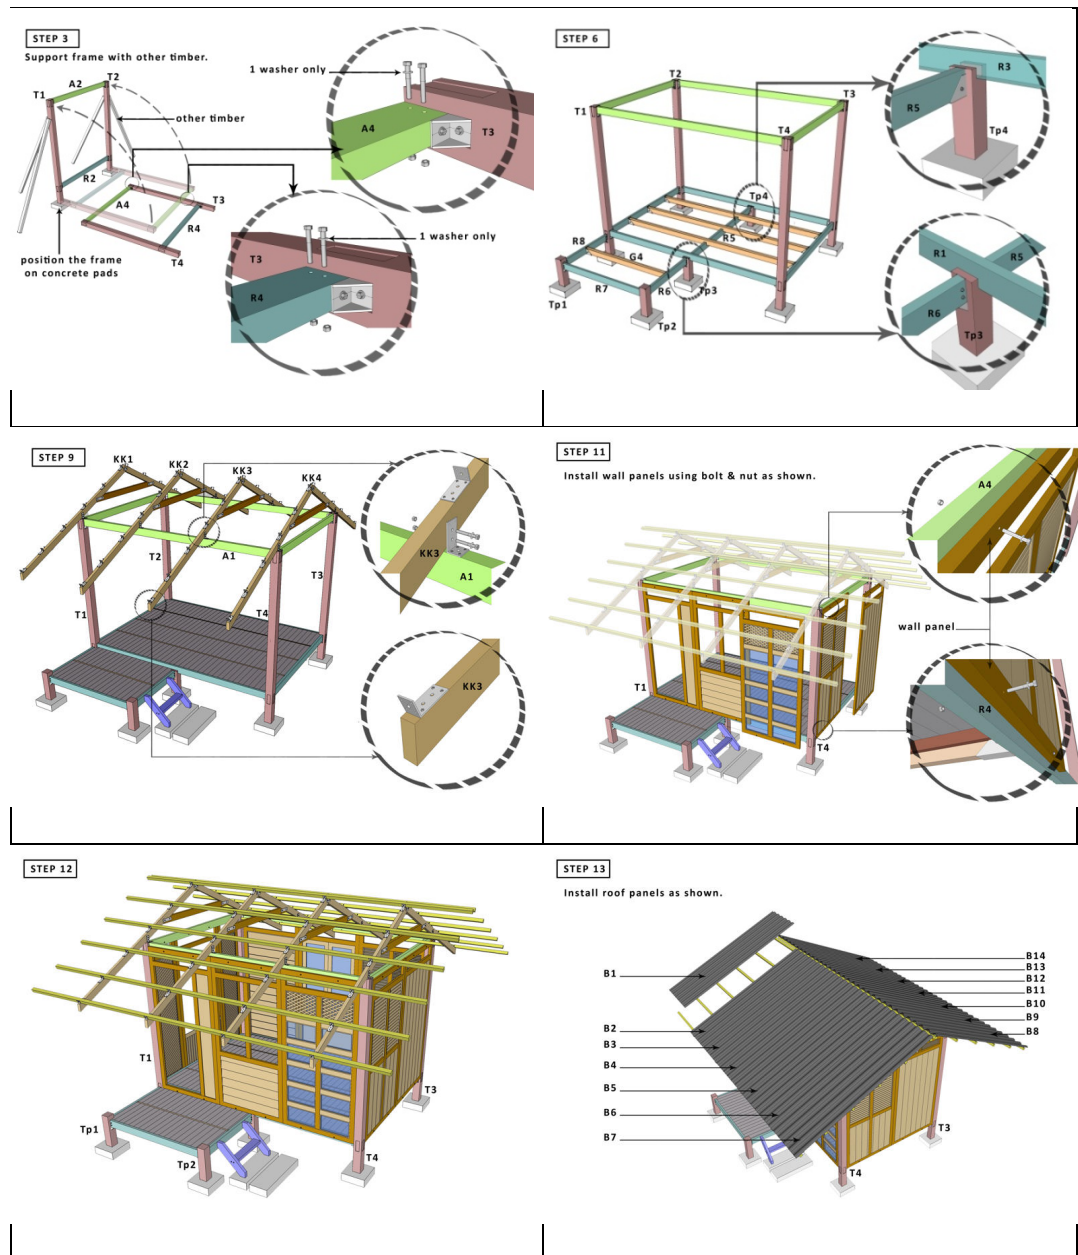 STEP 3
Support frame with other timber.
A2
T2
T1
other timber
R2
A4
T3
R4
T4
position the frame
on concrete pads
1 washer only
A4
T3
1 washer only
T3
R4
STEP 6
T2
T1
T3
T4
Tp4
R5
R8
G4
R7
R6
Tp3
Tp1
Tp2
R3
R5
Tp4
R1
R5
R6
Tp3
STEP 9
KK1
KK2
KK3
KK4
A1
T2
T3
T1
T4
KK3
A1
KK3
STEP 11
Install wall panels using bolt & nut as shown.
A4
wall panel
T1
R4
T4
STEP 12
T1
T3
Tp1
Tp2
T4
STEP 13
Install roof panels as shown.
B1
B2
B3
B4
B5
B6
B7
B14
B13
B12
B11
B10
B9
B8
T3
T4